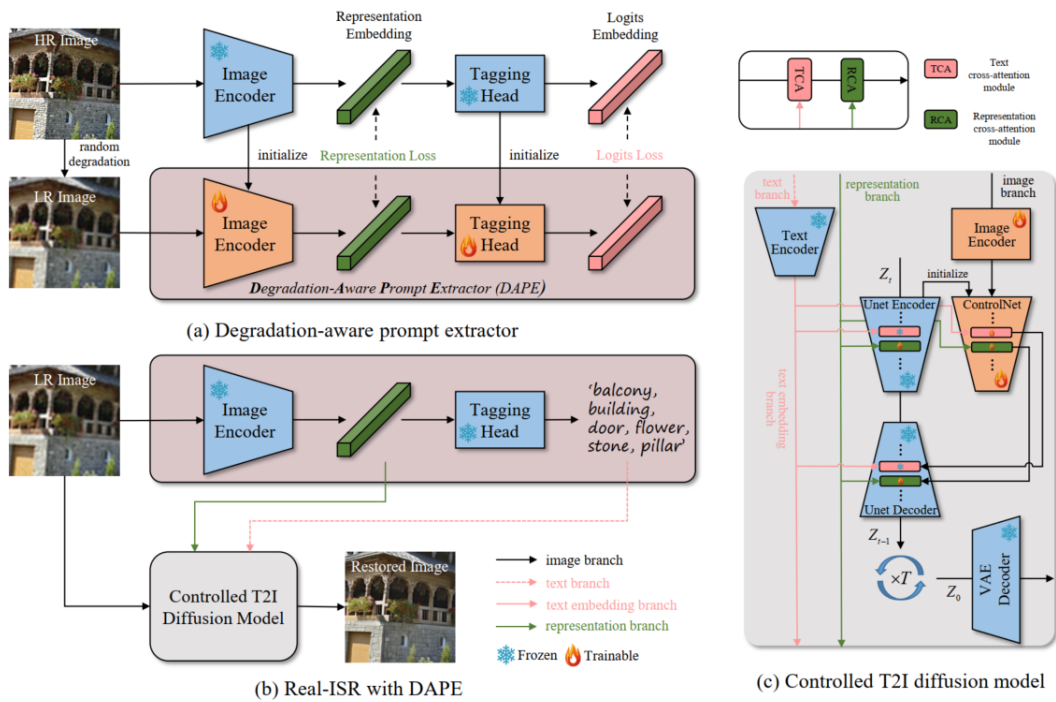 HR Image
Image
Encoder
Representation
Embedding
Tagging
Head
Logits
Embedding
random
degradation
initialize
Representation Loss
initialize
Logits Loss
LR Image
Image
Encoder
Tagging
Head
Degradation-Aware Prompt Extractor (DAPE)
(a) Degradation-aware prompt extractor
LR Image
Image
Encoder
Tagging
Head
‘balcony,
building,
door, flower,
stone, pillar’
Controlled T2I
Diffusion Model
Restored Image
image branch
text branch
text embedding branch
representation branch
Frozen
Trainable
(b) Real-ISR with DAPE
TCA
RCA
TCA
Text
cross-attention
module
RCA
Representation
cross-attention
module
text
branch
representation
branch
image
branch
Text
Encoder
Image
Encoder
Zt
initialize
Unet Encoder
ControlNet
text embedding
branch
Unet Decoder
Zt−1
×T
Z0
VAE
Decoder
(c) Controlled T2I diffusion model